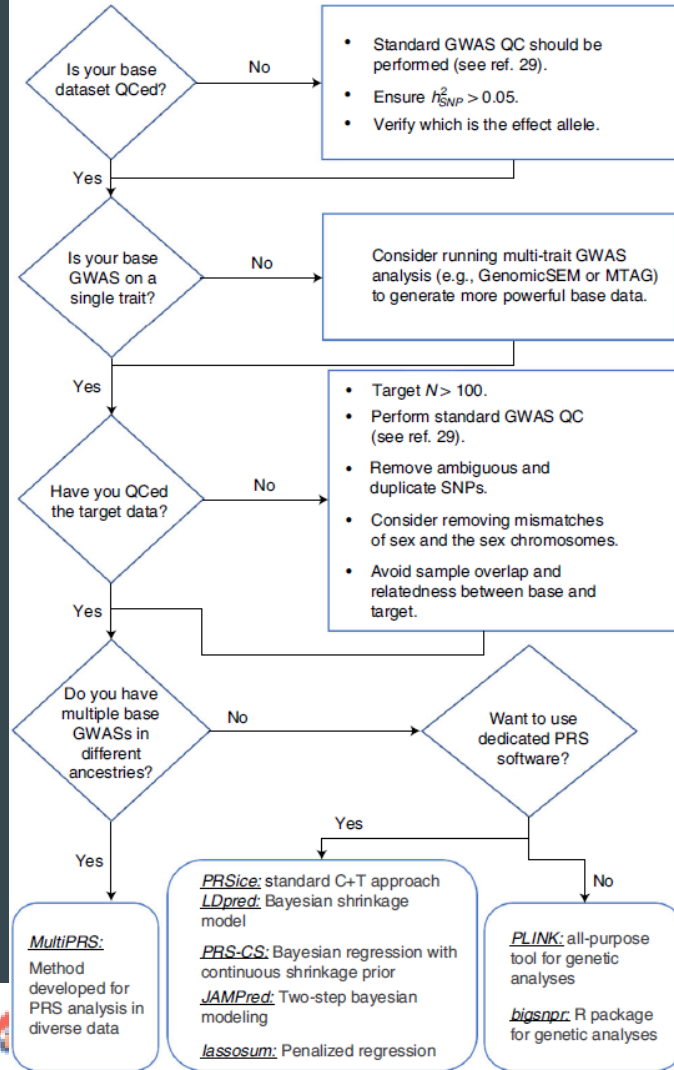 Is your base
dataset QCed?
No
• Standard GWAS QC should be
performed (see ref. 29).
• Ensure h²SNP > 0.05.
• Verify which is the effect allele.
Yes
Is your base
GWAS on a
single trait?
No
Consider running multi-trait GWAS
analysis (e.g., GenomicSEM or MTAG)
to generate more powerful base data.
Yes
Have you QCed
the target data?
No
• Target N > 100.
• Perform standard GWAS QC
(see ref. 29).
• Remove ambiguous and
duplicate SNPs.
• Consider removing mismatches
of sex and the sex chromosomes.
• Avoid sample overlap and
relatedness between base and
target.
Yes
Do you have
multiple base
GWASs in
different
ancestries?
No
Want to use
dedicated PRS
software?
Yes
Yes
No
MultiPRS:
Method
developed for
PRS analysis in
diverse data
PRSice: standard C+T approach
LDpred: Bayesian shrinkage
model
PRS-CS: Bayesian regression with
continuous shrinkage prior
JAMPred: Two-step bayesian
modeling
lassosum: Penalized regression
PLINK: all-purpose
tool for genetic
analyses
bigsnpr: R package
for genetic analyses